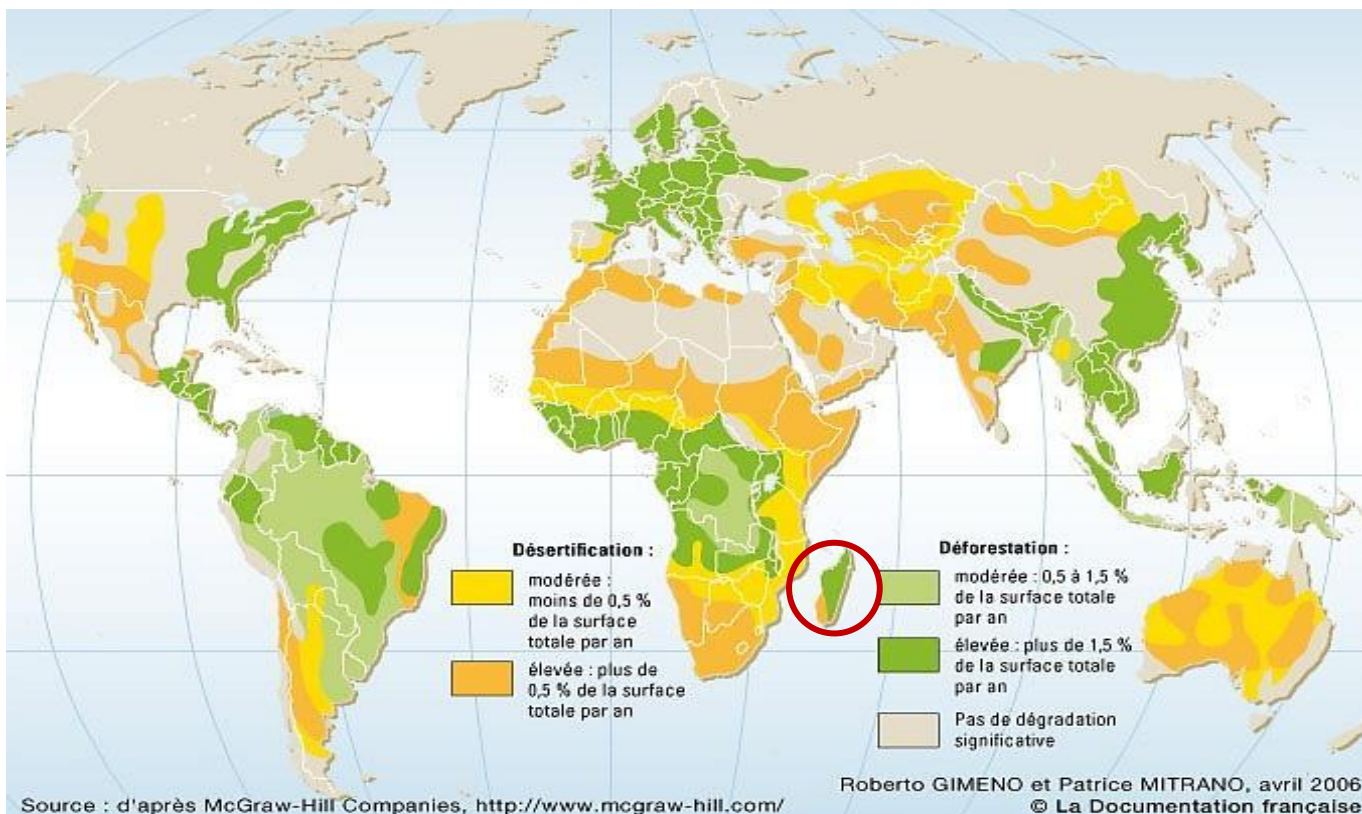 Désertification :
modérée :
moins de 0,5 %
de la surface
totale par an
élevée : plus de
0,5 % de la surface
totale par an
Déforestation :
modérée : 0,5 à 1,5 %
de la surface totale
par an
élevée : plus de 1,5 %
de la surface totale
par an
Pas de dégradation
significative
Roberto GIMENO et Patrice MITRANO, avril 2006
Source : d'après McGraw-Hill Companies, http://www.mcgraw-hill.com/
© La Documentation française